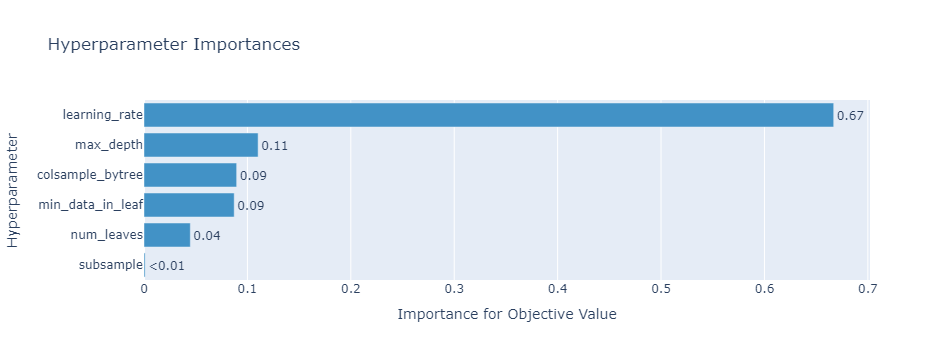 Hyperparameter Importances
Hyperparameter
learning_rate
0.67
max_depth
0.11
colsample_bytree
0.09
min_data_in_leaf
0.09
num_leaves
0.04
subsample
<0.01
0
0.1
0.2
0.3
0.4
0.5
0.6
0.7
Importance for Objective Value